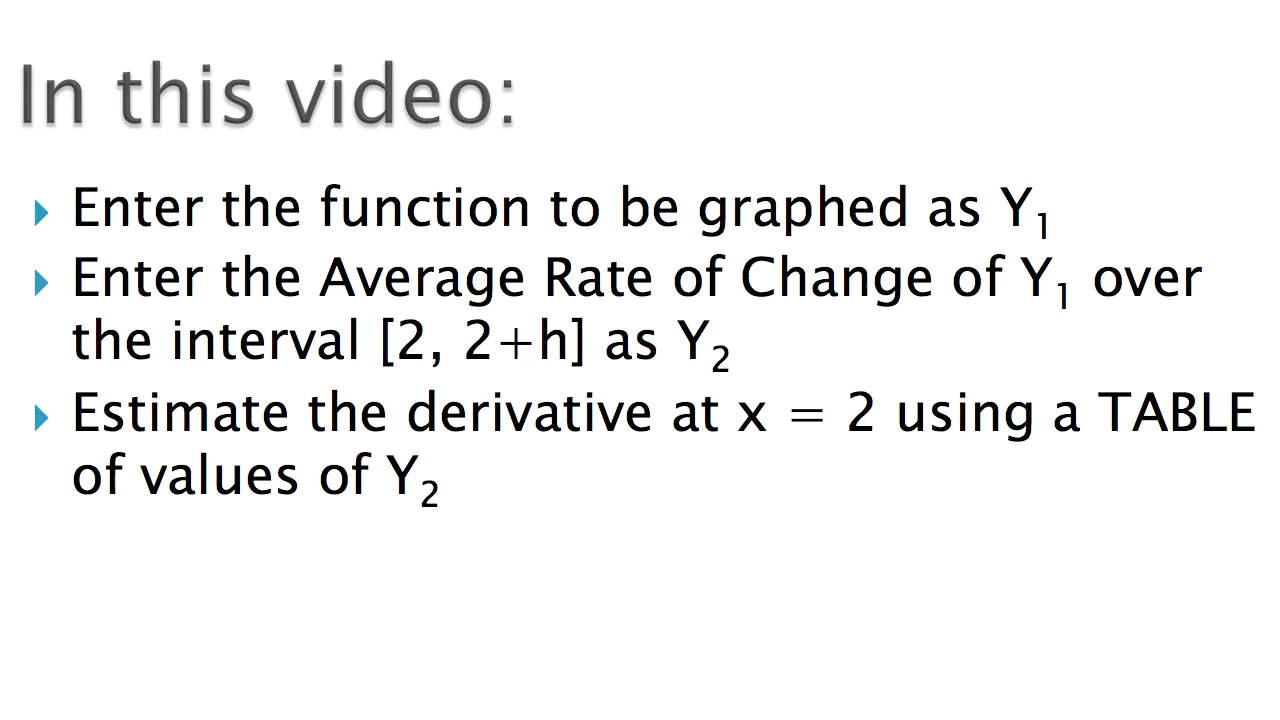 In this video:
Enter the function to be graphed as Y₁
Enter the Average Rate of Change of Y₁ over
the interval [2, 2+h] as Y₂
Estimate the derivative at x = 2 using a TABLE
of values of Y₂